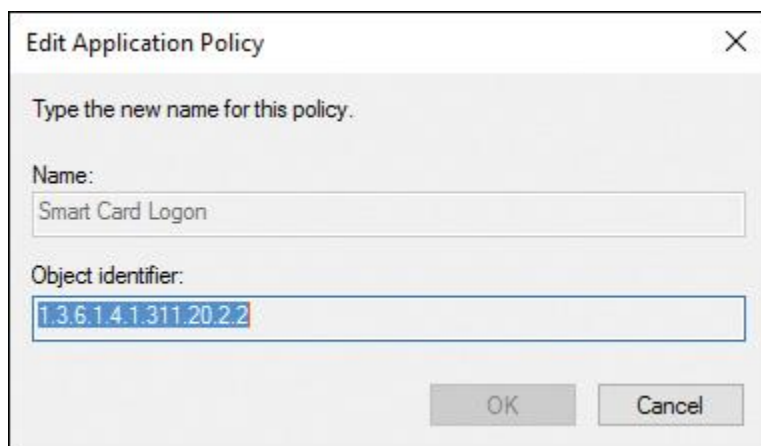 Edit Application Policy
Type the new name for this policy.
Name:
Smart Card Logon
Object identifier:
1.3.6.1.4.1.311.20.2.2
OK
Cancel